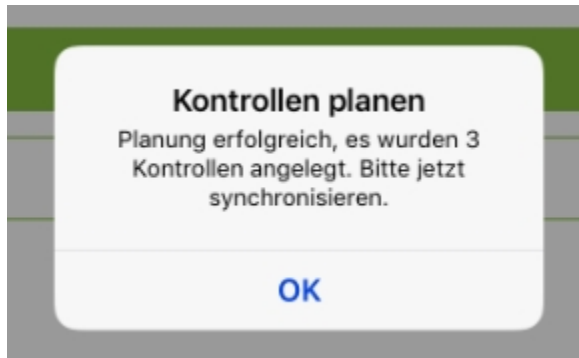 Kontrollen planen
Planung erfolgreich, es wurden 3
Kontrollen angelegt. Bitte jetzt
synchronisieren.
OK